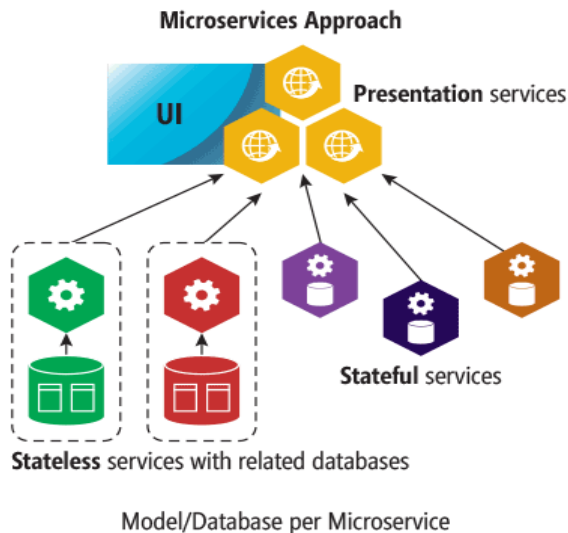 Microservices Approach
UI
Presentation services
Stateful services
Stateless services with related databases
Model/Database per Microservice